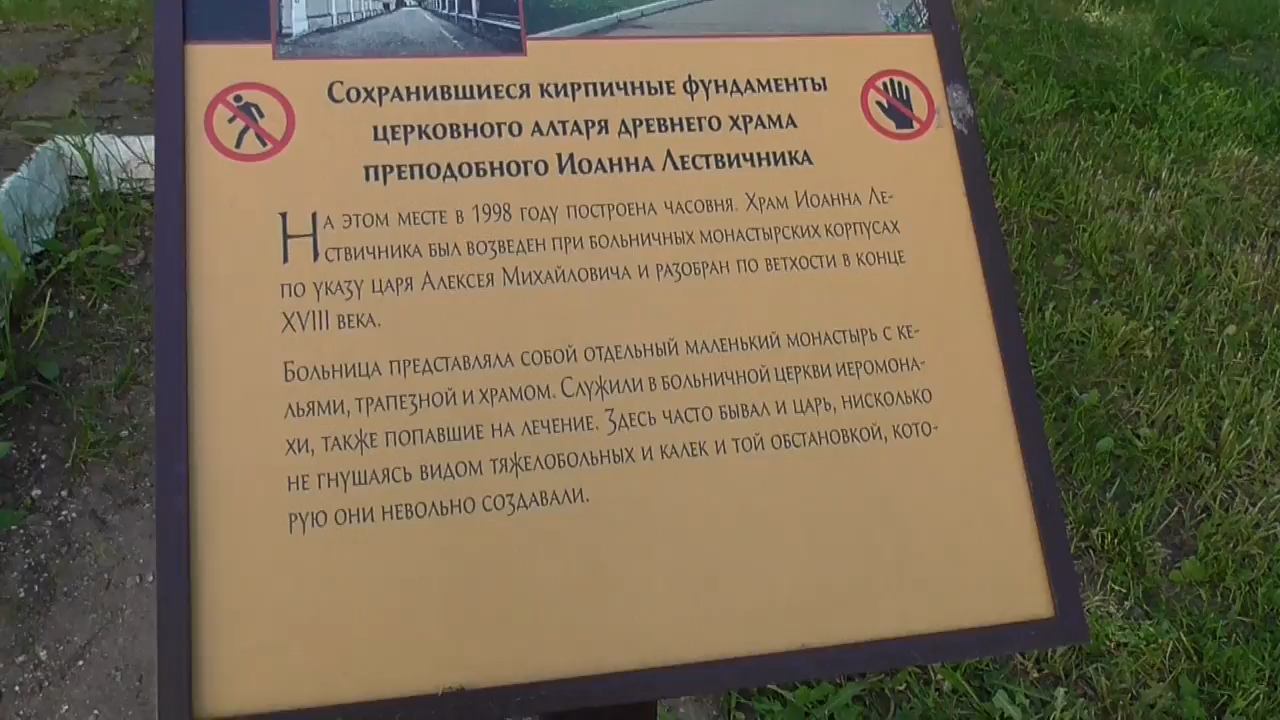 Сохранившиеся кирпичные фундаменты
церковного алтаря древнего храма
преподобного Иоанна Лествичника
На этом месте в 1998 году построена часовня. Храм Иоанна Ле-
ствичника был возведен при больничных монастырских корпусах
по указу царя Алексея Михайловича и разобран по ветхости в конце
XVIII века.
Больница представляла собой отдельный маленький монастырь с ке-
льями, трапезной и храмом. Служили в больничной церкви иеромона-
хи, также попавшие на лечение. Здесь часто бывал и царь, нисколько
не гнушаясь видом тяжелобольных и калек и той обстановкой, кото-
рую они невольно создавали.